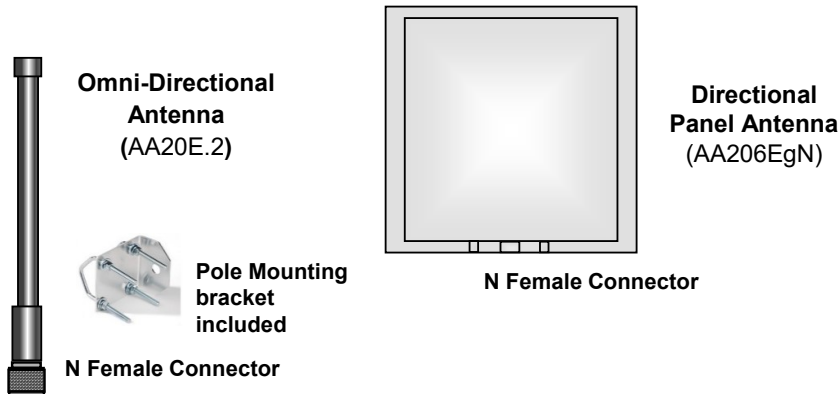 Omni-Directional
Antenna
(AA20E.2)
Pole Mounting
bracket
included
N Female Connector
Directional
Panel Antenna
(AA206EgN)
N Female Connector